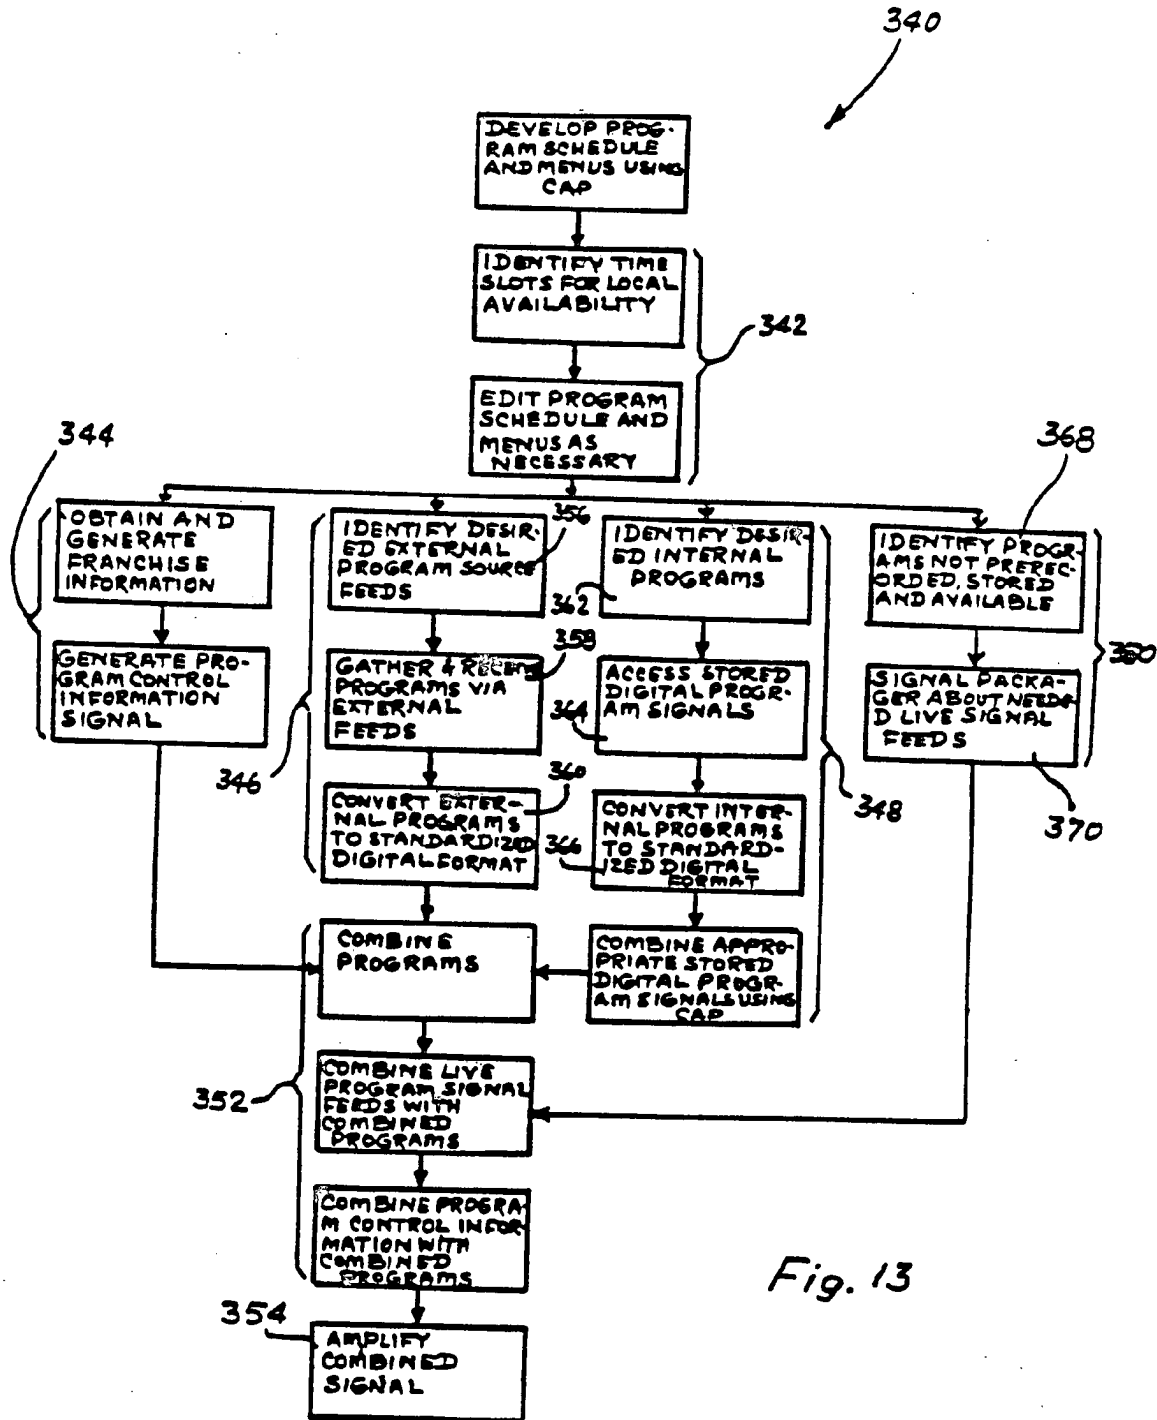 340
DEVELOP PROG-
RAM SCHEDULE
AND MENUS USING
CAP
IDENTIFY TIME
SLOTS FOR LOCAL
AVAILABILITY
342
EDIT PROGRAM
SCHEDULE AND
MENUS AS
NECESSARY
344
OBTAIN AND
GENERATE
FRANCHISE
INFORMATION
GENERATE PRO-
GRAM CONTROL
INFORMATION
SIGNAL
346
IDENTIFY DESIR-
ED EXTERNAL
PROGRAM SOURCE
FEEDS
356
GATHER & RECEIVE
PROGRAMS VIA
EXTERNAL
FEEDS
358
CONVERT EXTER-
NAL PROGRAMS
TO STANDARDIZED
DIGITAL FORMAT
360
IDENTIFY DESIR-
ED INTERNAL
PROGRAMS
362
ACCESS STORED
DIGITAL PROGR-
AM SIGNALS
364
CONVERT INTER-
NAL PROGRAMS
TO STANDARD-
IZED DIGITAL
FORMAT
366
COMBINE APPRO-
PRIATE STORED
DIGITAL PROGR-
AM SIGNALS USING
CAP
348
368
IDENTIFY PROGR-
AMS NOT PREREC-
ORDED, STORED
AND AVAILABLE
SIGNAL PACKA-
GER ABOUT NEEDE-
D LIVE SIGNAL
FEEDS
370
352
COMBINE
PROGRAMS
COMBINE LIVE
PROGRAM SIGNAL
FEEDS WITH
COMBINED
PROGRAMS
COMBINE PROGRA-
M CONTROL INFOR-
MATION WITH
COMBINED
PROGRAMS
354
AMPLIFY
COMBINED
SIGNAL
Fig. 13